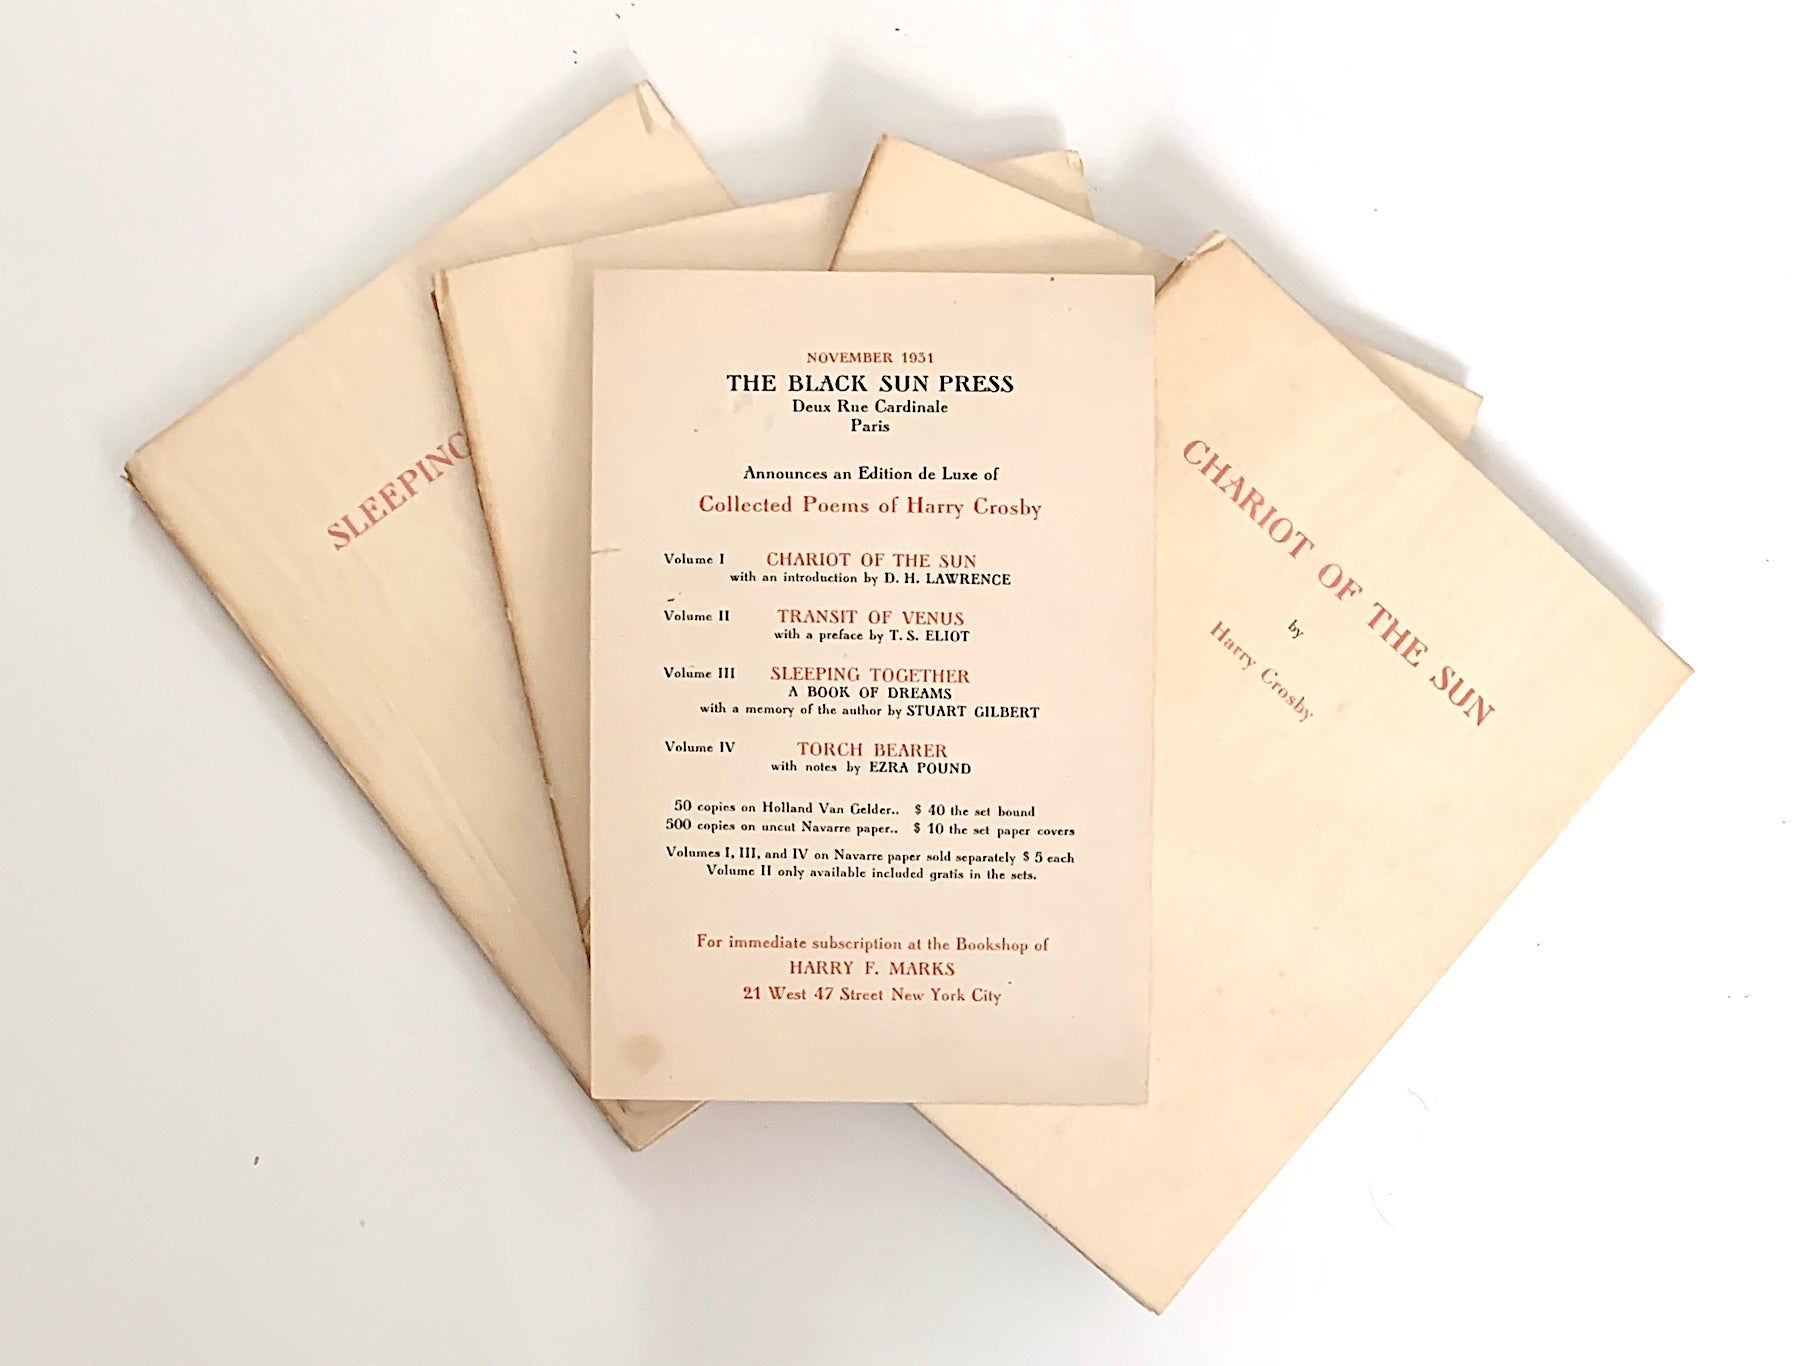 SLEEPING
NOVEMBER 1931
THE BLACK SUN PRESS
Deux Rue Cardinale
Paris
Announces an Edition de Luxe of
Collected Poems of Harry Crosby
Volume I CHARIOT OF THE SUN
with an introduction by D. H. LAWRENCE
Volume II TRANSIT OF VENUS
with a preface by T. S. ELIOT
Volume III SLEEPING TOGETHER
A BOOK OF DREAMS
with a memory of the author by STUART GILBERT
Volume IV TORCH BEARER
with notes by EZRA POUND
50 copies on Holland Van Gelder.. $ 40 the set bound
500 copies on uncut Navarre paper.. $ 10 the set paper covers
Volumes I, III, and IV on Navarre paper sold separately $ 5 each
Volume II only available included gratis in the sets.
For immediate subscription at the Bookshop of
HARRY F. MARKS
21 West 47 Street New York City
CHARIOT OF THE SUN
by
Harry Crosby